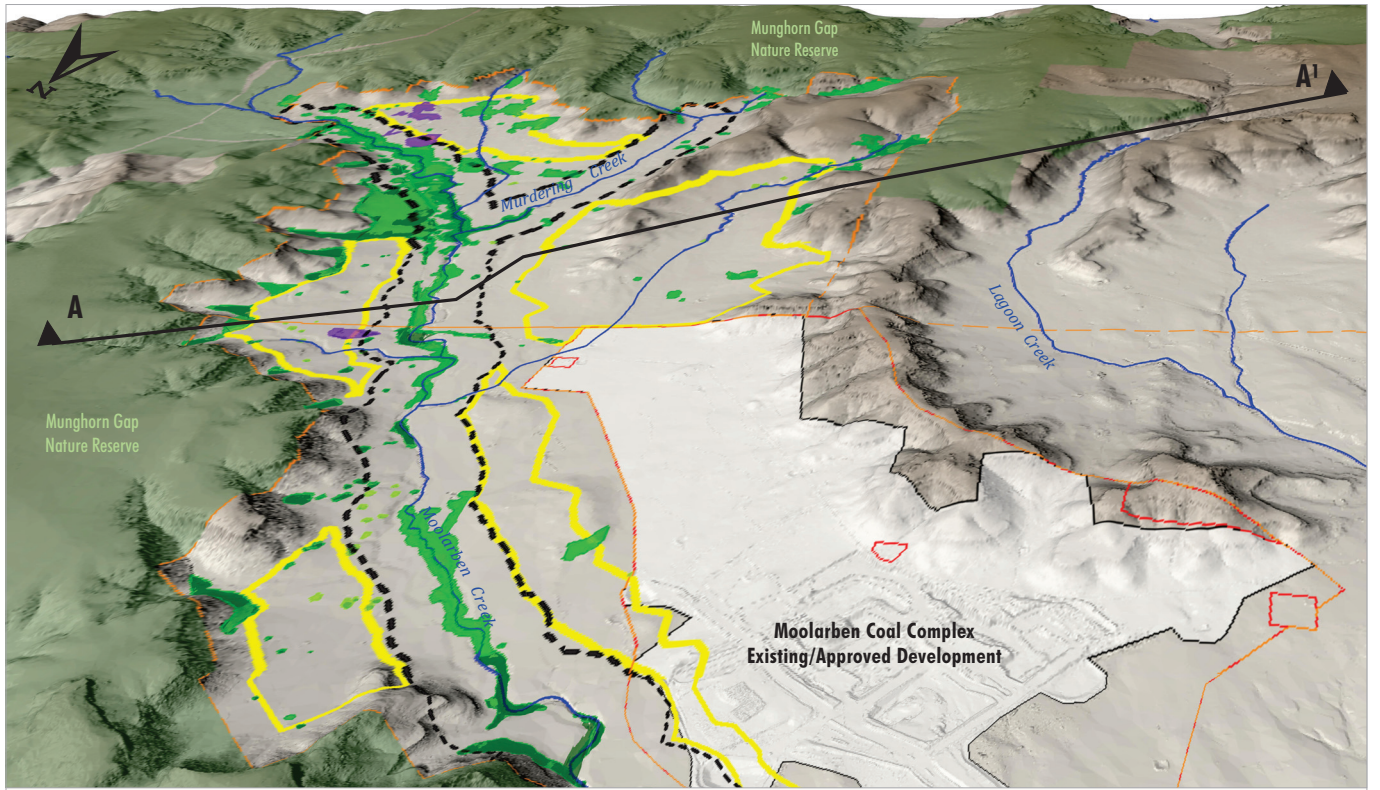 Munghorn Gap
Nature Reserve
N
A¹
Murdering Creek
A
Lagoon Creek
Munghorn Gap
Nature Reserve
Moolarben Creek
Moolarben Coal Complex
Existing/Approved Development